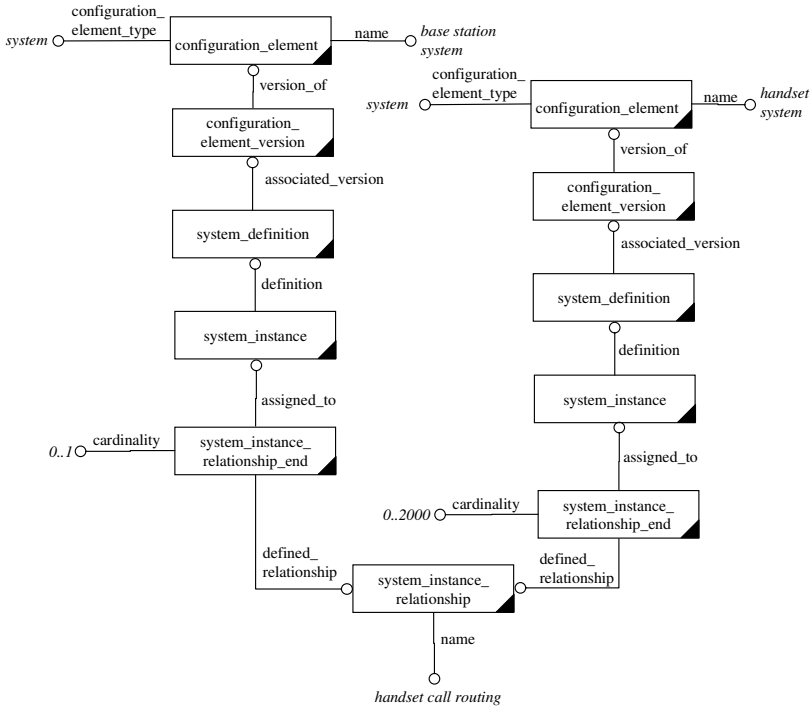 configuration_
element_type
system
configuration_element
name
base station
system
version_of
configuration_
element_version
associated_version
system_definition
definition
system_instance
assigned_to
0..1
cardinality
system_instance_
relationship_end
defined_
relationship
configuration_
element_type
system
configuration_element
name
handset
system
version_of
configuration_
element_version
associated_version
system_definition
definition
system_instance
assigned_to
0..2000
cardinality
system_instance_
relationship_end
defined_
relationship
system_instance_
relationship
name
handset call routing